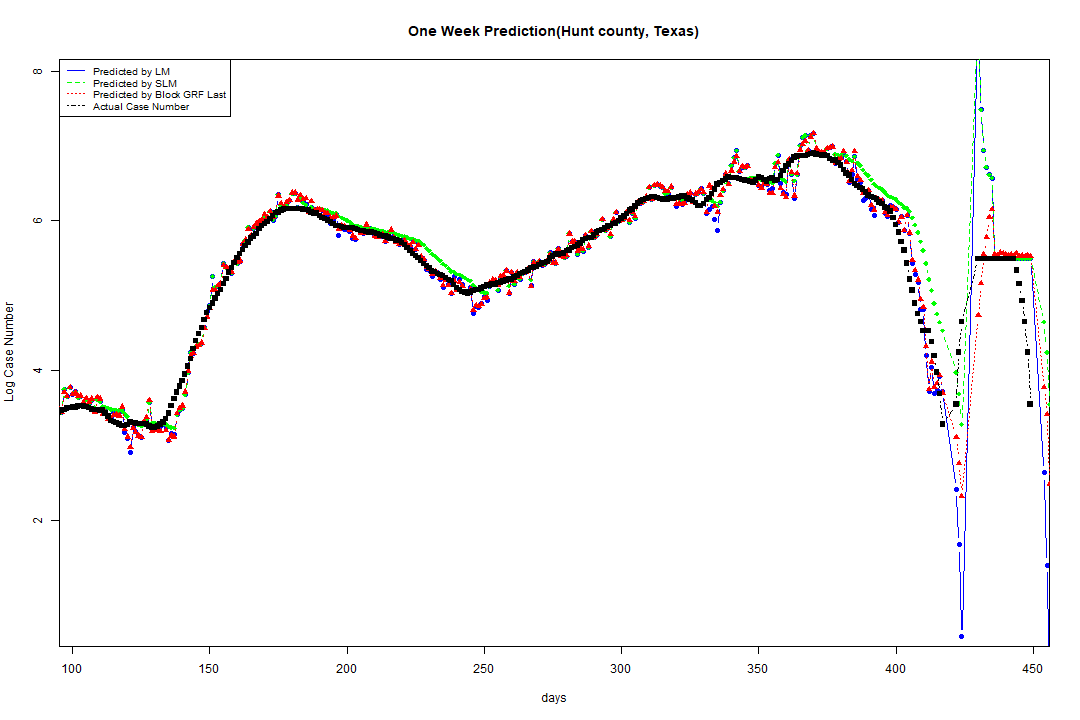 One Week Prediction(Hunt county, Texas)
Predicted by LM
Predicted by SLM
Predicted by Block GRF Last
Actual Case Number
8
6
4
2
Log Case Number
100 150 200 250 300 350 400 450
days